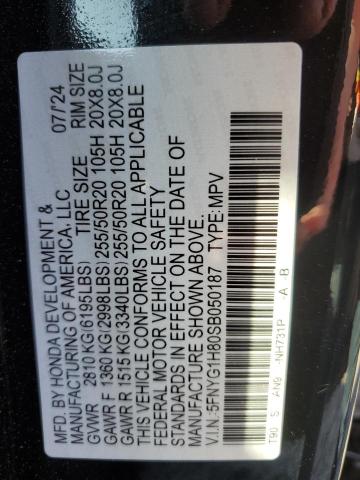 MFD. BY HONDA DEVELOPMENT & 07/'24
MANUFACTURING OF AMERICA, LLC
GVWR 2810 KG(6195LBS) TIRE SIZE RIM SIZE
GAWR F 1360 KG(2998LBS) 255/50R20 105H 20X8.0J
GAWR R 1515 KG(3340LBS) 255/50R20 105H 20X8.0J
THIS VEHICLE CONFORMS TO ALL APPLICABLE
FEDERAL MOTOR VEHICLE SAFETY
STANDARDS IN EFFECT ON THE DATE OF
MANUFACTURE SHOWN ABOVE.
V.I.N.:5FNYG1H80SB050187 TYPE:MPV
T90 S AN9 -NH731P -A -B